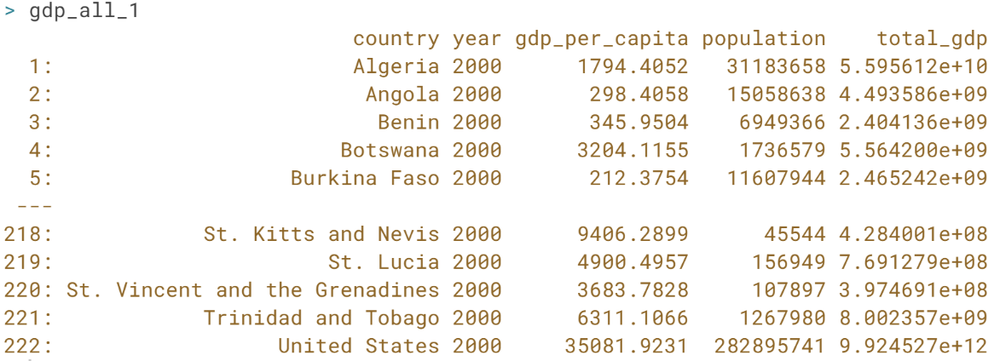 > gdp_all_1
country year gdp_per_capita population total_gdp
1: Algeria 2000 1794.4052 31183658 5.595612e+10
2: Angola 2000 298.4058 15058638 4.493586e+09
3: Benin 2000 345.9504 6949366 2.404136e+09
4: Botswana 2000 3204.1155 1736579 5.564200e+09
5: Burkina Faso 2000 212.3754 11607944 2.465242e+09
---
218: St. Kitts and Nevis 2000 9406.2899 45544 4.284001e+08
219: St. Lucia 2000 4900.4957 156949 7.691279e+08
220: St. Vincent and the Grenadines 2000 3683.7828 107897 3.974691e+08
221: Trinidad and Tobago 2000 6311.1066 1267980 8.002357e+09
222: United States 2000 35081.9231 282895741 9.924527e+12